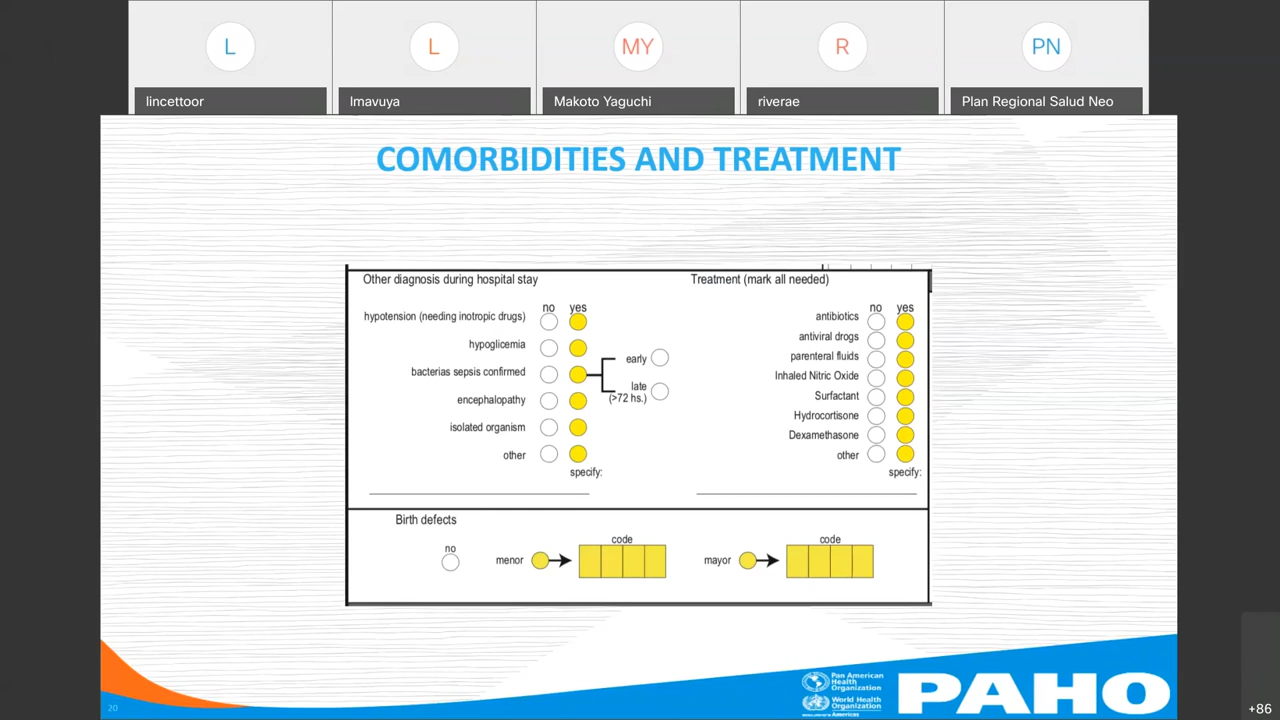 L
L
MY
R
PN
lincettoor
lmavuya
Makoto Yaguchi
riverae
Plan Regional Salud Neo
COMORBIDITIES AND TREATMENT
Other diagnosis during hospital stay
no yes
hypotension (needing inotropic drugs)
hypoglicemia
bacterias sepsis confirmed
early
late
(>72 hs.)
encephalopathy
isolated organism
other
specify:
Treatment (mark all needed)
no yes
antibiotics
antiviral drogs
parenteral fluids
Inhaled Nitric Oxide
Surfactant
Hydrocortisone
Dexamethasone
other
specify:
Birth defects
no
menor
code
mayor
code
20
Pan American
Health
Organization
World Health
Organization
Americas
PAHO
+86